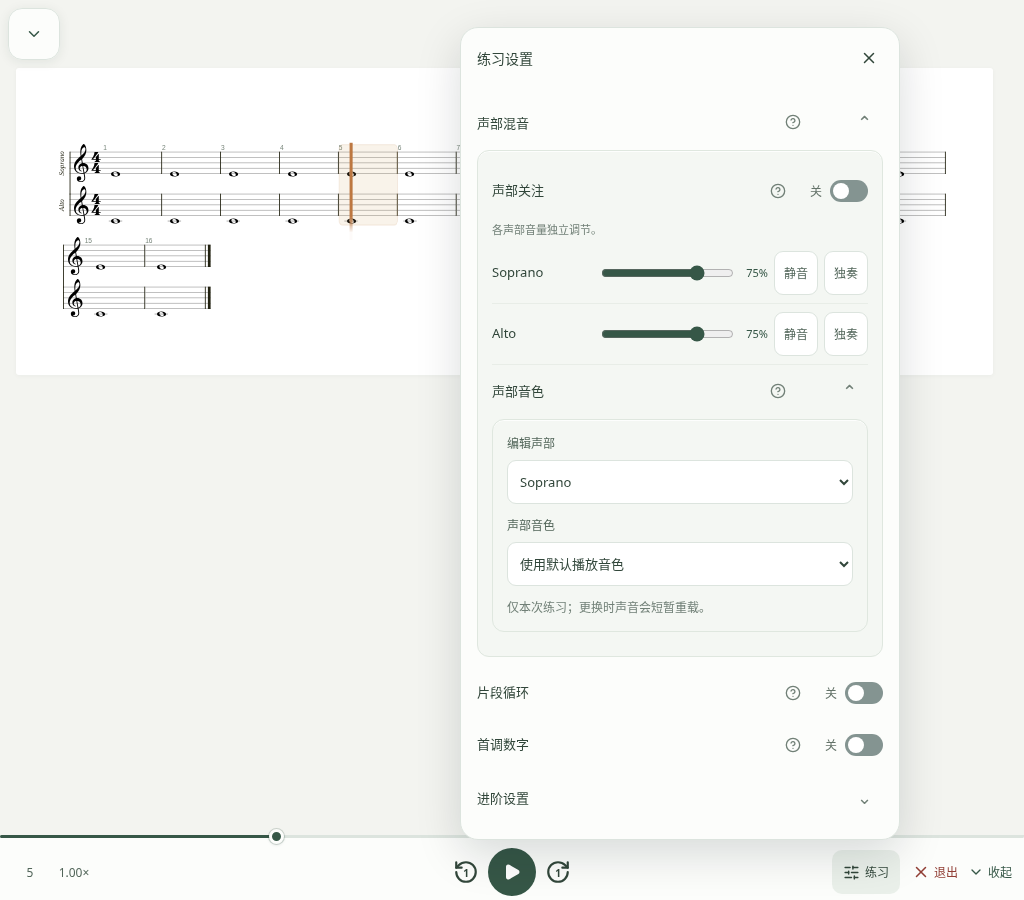 练习设置
声部混音
声部关注
关
各声部音量独立调节。
Soprano
75%
静音
独奏
Alto
75%
静音
独奏
声部音色
编辑声部
Soprano
声部音色
使用默认播放音色
仅本次练习；更换时声音会短暂重载。
片段循环
关
首调数字
关
进阶设置
Soprano
1 2 3 4 5 6 7
Alto
15 16
5
1.00×
1
1
练习
退出
收起